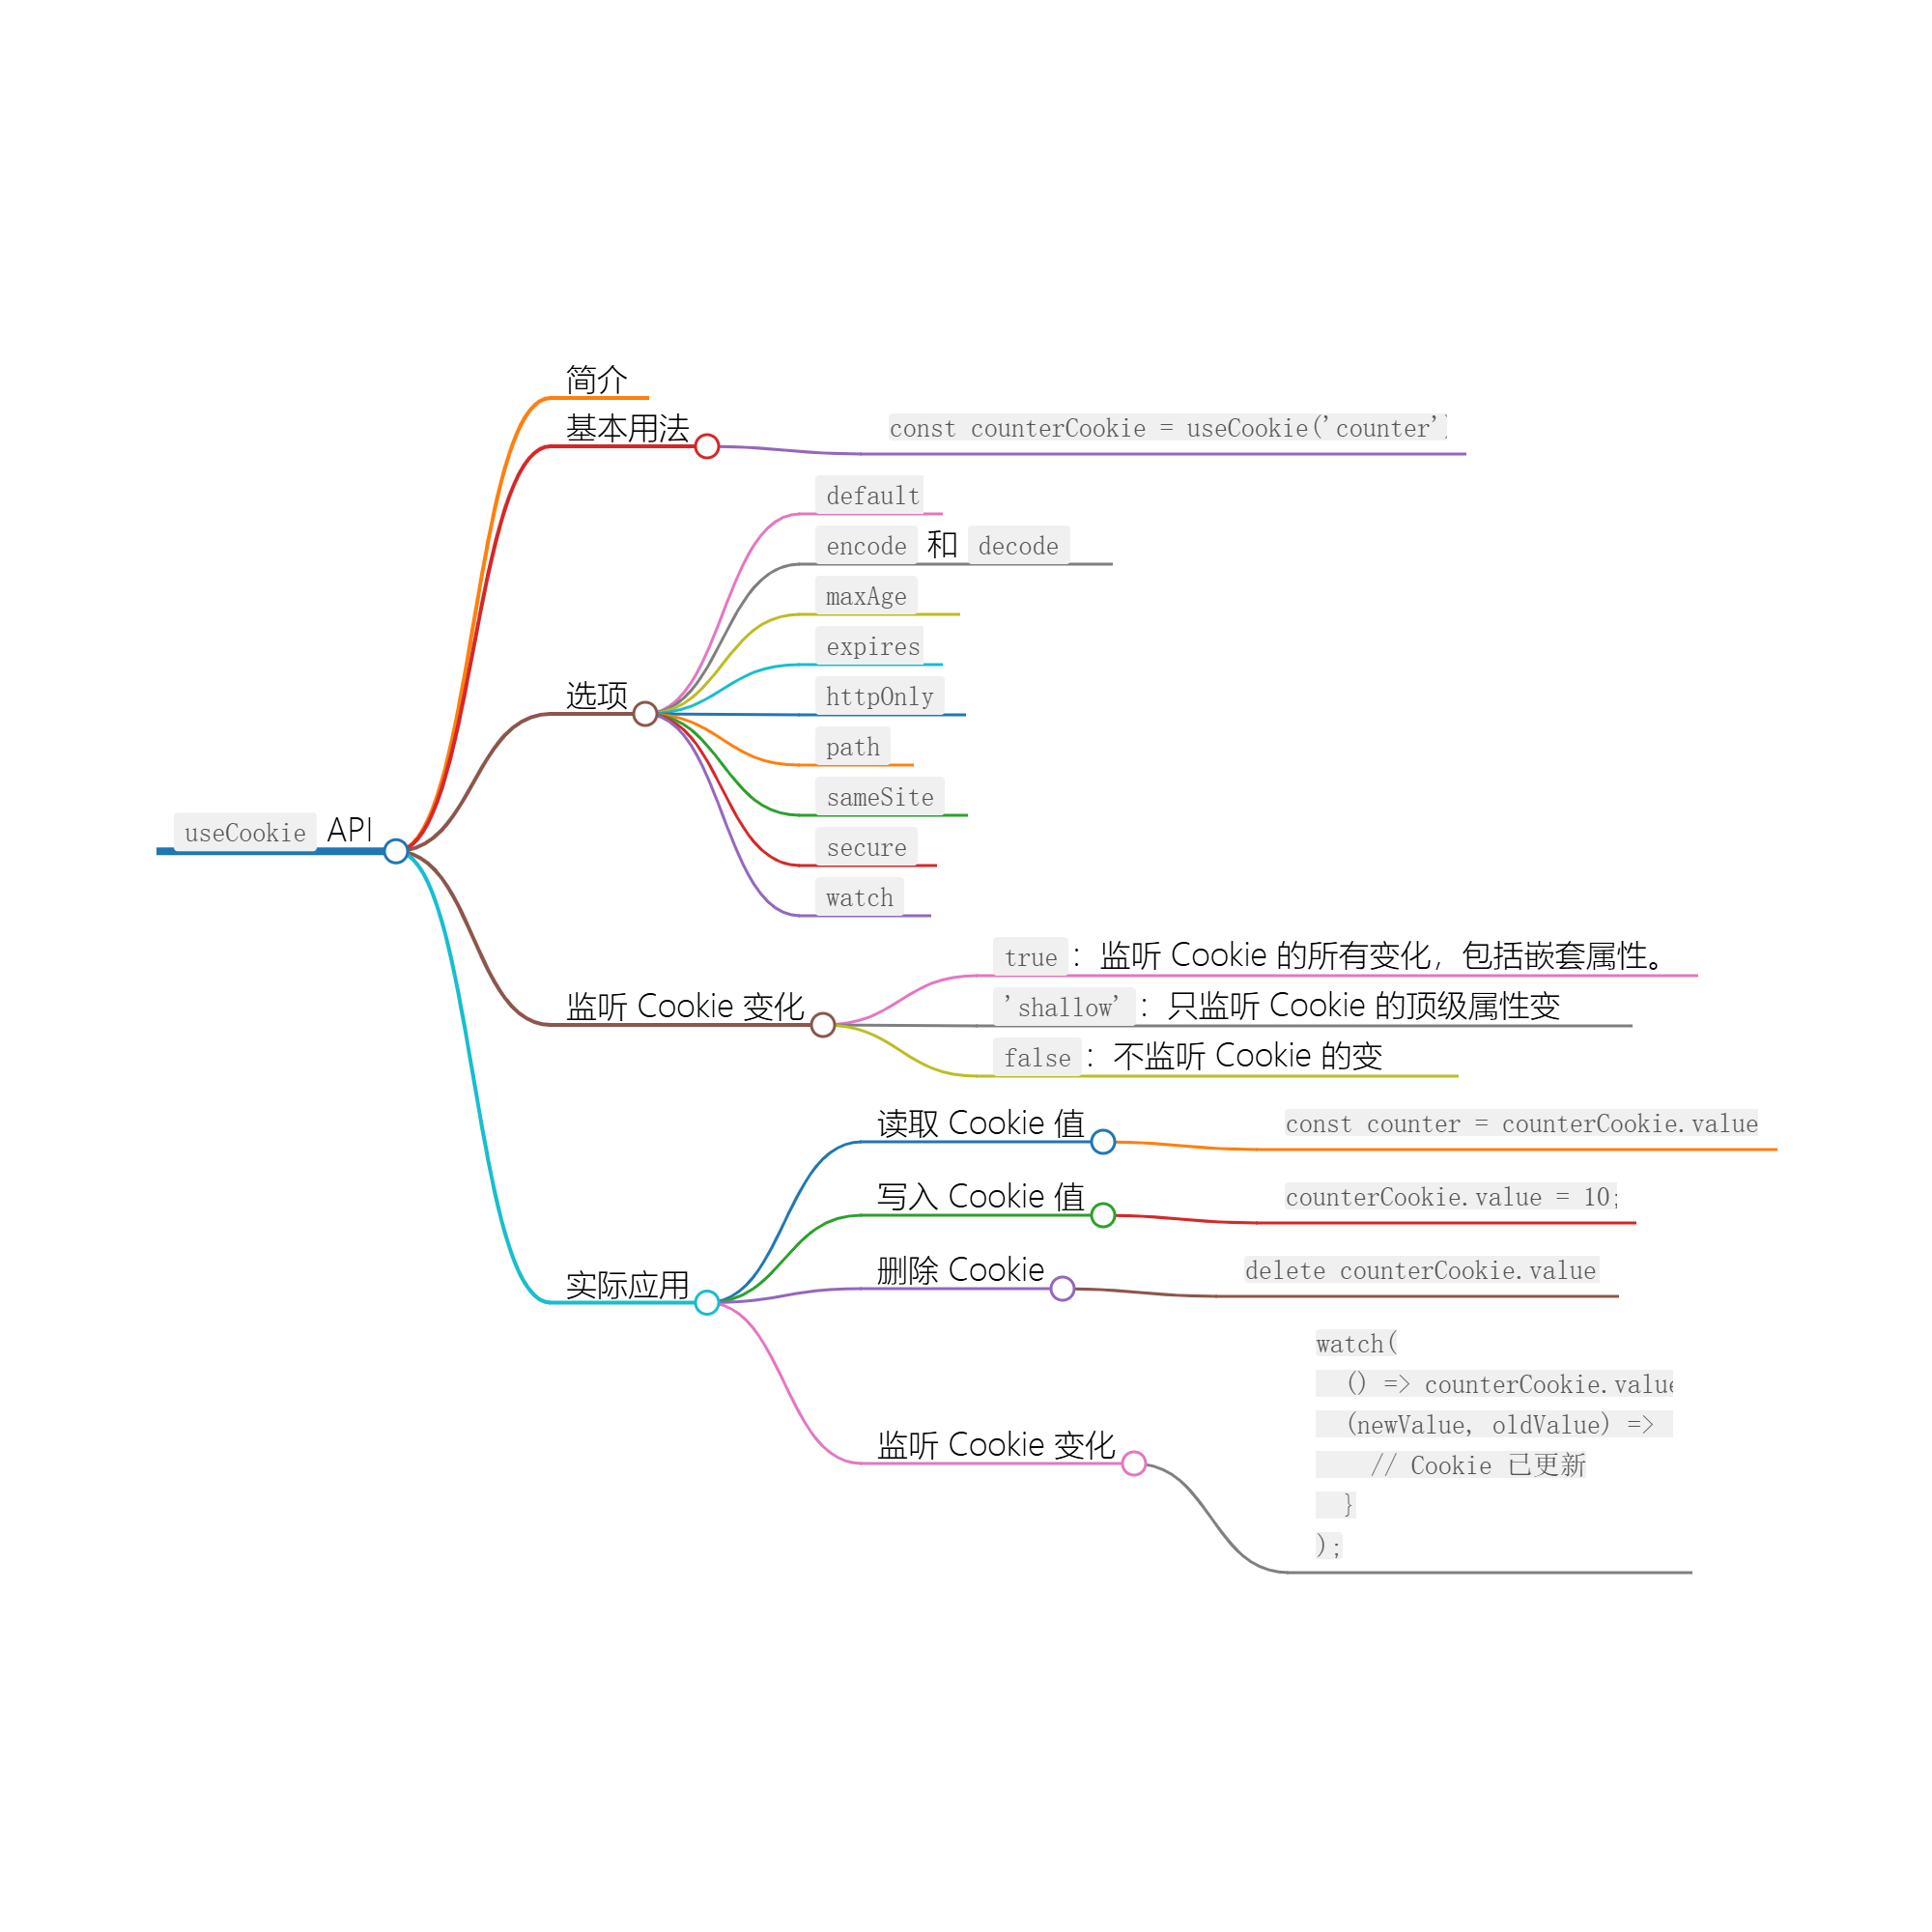 useCookie API
简介
基本用法
const counterCookie = useCookie('counter'
选项
default
encode 和 decode
maxAge
expires
httpOnly
path
sameSite
secure
watch
监听 Cookie 变化
true : 监听 Cookie 的所有变化，包括嵌套属性。
'shallow' : 只监听 Cookie 的顶级属性变
false : 不监听 Cookie 的变
实际应用
读取 Cookie 值
const counter = counterCookie.value
写入 Cookie 值
counterCookie.value = 10;
删除 Cookie
delete counterCookie.value
监听 Cookie 变化
watch(
() => counterCookie.value
(newValue, oldValue) =>
// Cookie 已更新
}
);